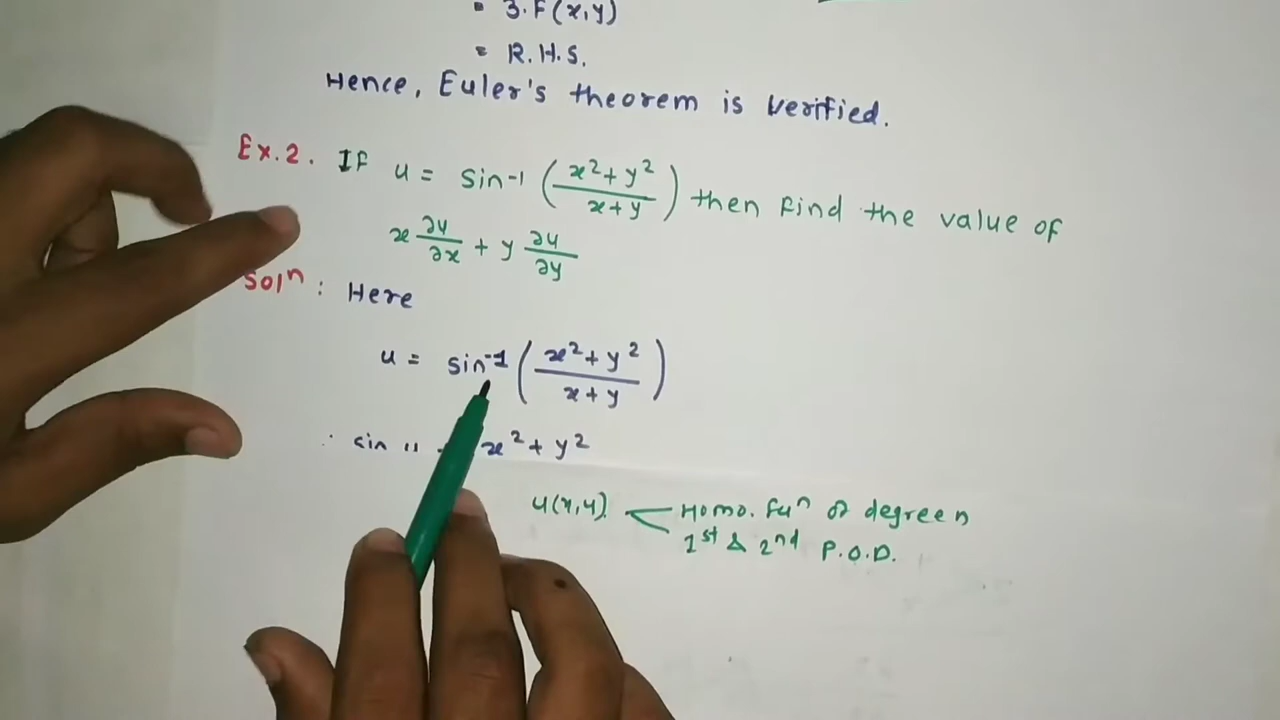 = 3.F(x,y)
= R.H.S.
Hence, Euler's theorem is verified.
Ex.2. If u = sin⁻¹ ((x²+y²)/(x+y)) then find the value of
x ∂u/∂x + y ∂u/∂y
Solⁿ : Here
u = sin⁻¹ ((x²+y²)/(x+y))
∴ sin u x²+y²
u(x,y) Homo. Fuⁿ of degree n
1st & 2nd P.O.D.